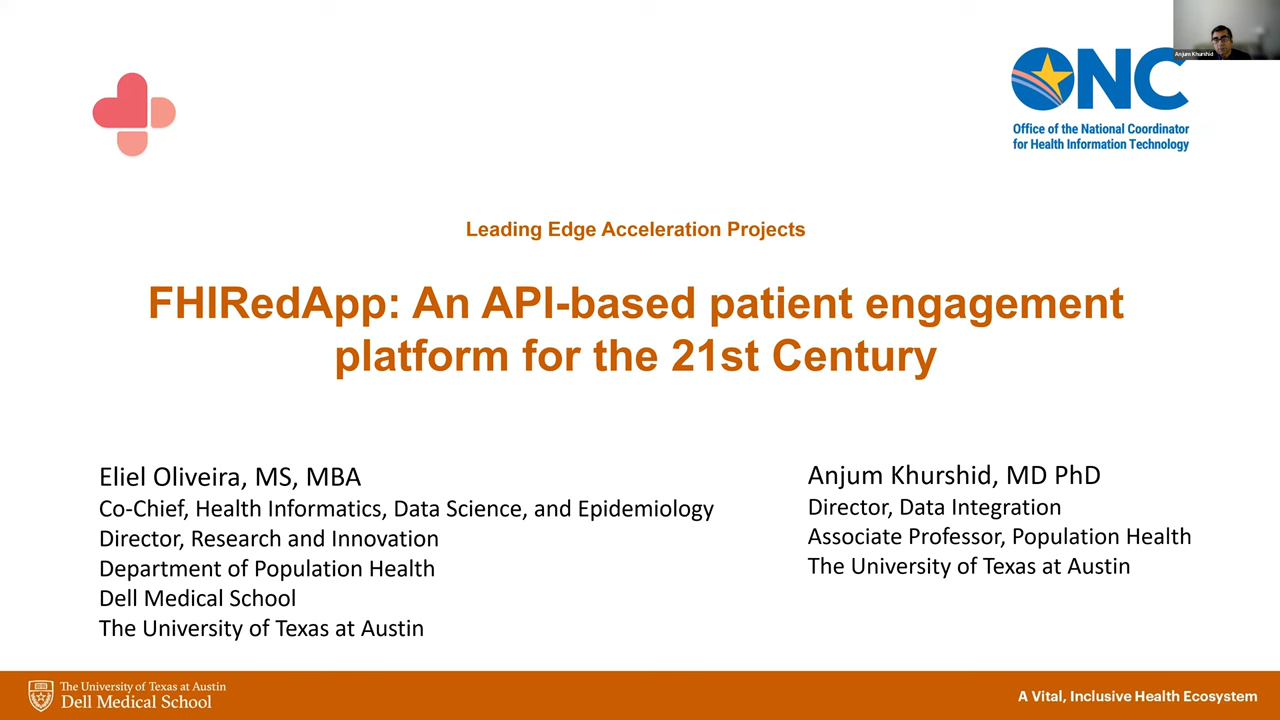 Anjum Khurshid
ONC
Office of the National Coordinator
for Health Information Technology
Leading Edge Acceleration Projects
FHIRedApp: An API-based patient engagement
platform for the 21st Century
Eliel Oliveira, MS, MBA
Co-Chief, Health Informatics, Data Science, and Epidemiology
Director, Research and Innovation
Department of Population Health
Dell Medical School
The University of Texas at Austin
Anjum Khurshid, MD PhD
Director, Data Integration
Associate Professor, Population Health
The University of Texas at Austin
The University of Texas at Austin
Dell Medical School
A Vital, Inclusive Health Ecosystem